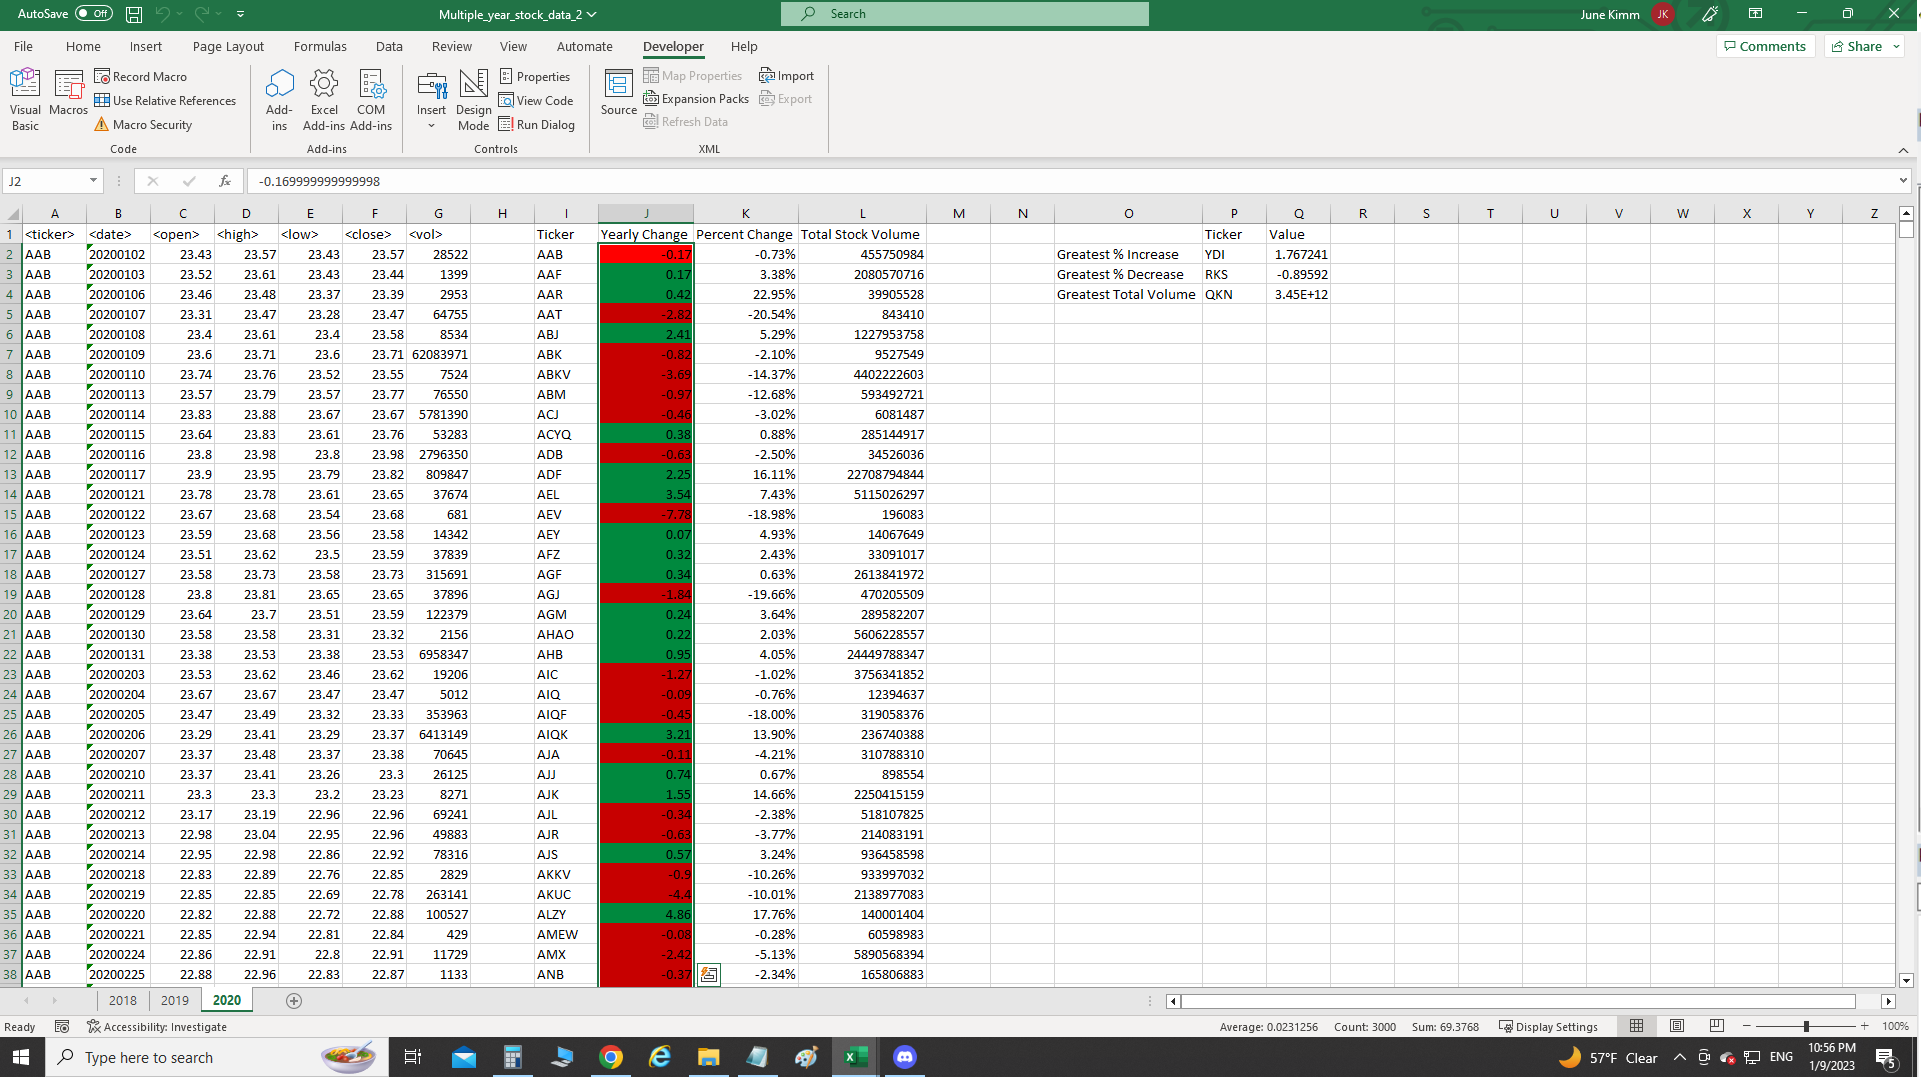 AutoSave Off Multiple_year_stock_data_2 Search June Kimm JK
File Home Insert Page Layout Formulas Data Review View Automate Developer Help Comments Share
Visual Basic
Macros
Record Macro
Use Relative References
Macro Security
Code
Add-ins
Excel Add-ins
COM Add-ins
Add-ins
Insert
Design Mode
Properties
View Code
Run Dialog
Controls
Source
Map Properties
Expansion Packs
Refresh Data
Import
Export
XML
J2 fx -0.169999999999998
A B C D E F G H I J K L M N O P Q R S T U V W X Y Z
1 <ticker> <date> <open> <high> <low> <close> <vol> Ticker Yearly Change Percent Change Total Stock Volume Ticker Value
2 AAB 20200102 23.43 23.57 23.43 23.57 28522 AAB -0.17 -0.73% 455750984 Greatest % Increase YDI 1.767241
3 AAB 20200103 23.52 23.61 23.43 23.44 1399 AAF 0.17 3.38% 2080570716 Greatest % Decrease RKS -0.89592
4 AAB 20200106 23.46 23.48 23.37 23.39 2953 AAR 0.42 22.95% 39905528 Greatest Total Volume QKN 3.45E+12
5 AAB 20200107 23.31 23.47 23.28 23.47 64755 AAT -2.82 -20.54% 843410
6 AAB 20200108 23.4 23.61 23.4 23.58 8534 ABJ 2.41 5.29% 1227953758
7 AAB 20200109 23.6 23.71 23.6 23.71 62083971 ABK -0.82 -2.10% 9527549
8 AAB 20200110 23.74 23.76 23.52 23.55 7524 ABKV -3.69 -14.37% 4402222603
9 AAB 20200113 23.57 23.79 23.57 23.77 76550 ABM -0.97 -12.68% 593492721
10 AAB 20200114 23.83 23.88 23.67 23.67 5781390 ACJ -0.46 -3.02% 6081487
11 AAB 20200115 23.64 23.83 23.61 23.76 53283 ACYQ 0.38 0.88% 285144917
12 AAB 20200116 23.8 23.98 23.8 23.98 2796350 ADB -0.63 -2.50% 34526036
13 AAB 20200117 23.9 23.95 23.79 23.82 809847 ADF 2.25 16.11% 22708794844
14 AAB 20200121 23.78 23.78 23.61 23.65 37674 AEL 3.54 7.43% 5115026297
15 AAB 20200122 23.67 23.68 23.54 23.68 681 AEV -7.78 -18.98% 196083
16 AAB 20200123 23.59 23.68 23.56 23.58 14342 AEY 0.07 4.93% 14067649
17 AAB 20200124 23.51 23.62 23.5 23.59 37839 AFZ 0.32 2.43% 33091017
18 AAB 20200127 23.58 23.73 23.58 23.73 315691 AGF 0.34 0.63% 2613841972
19 AAB 20200128 23.8 23.81 23.65 23.65 37896 AGJ -1.84 -19.66% 470205509
20 AAB 20200129 23.64 23.7 23.51 23.59 122379 AGM 0.24 3.64% 289582207
21 AAB 20200130 23.58 23.58 23.31 23.32 2156 AHAO 0.22 2.03% 5606228557
22 AAB 20200131 23.38 23.53 23.38 23.53 6958347 AHB 0.95 4.05% 24449788347
23 AAB 20200203 23.53 23.62 23.46 23.62 19206 AIC -1.27 -1.02% 3756341852
24 AAB 20200204 23.67 23.67 23.47 23.47 5012 AIQ -0.09 -0.76% 12394637
25 AAB 20200205 23.47 23.49 23.32 23.33 353963 AIQF -0.45 -18.00% 319058376
26 AAB 20200206 23.29 23.41 23.29 23.37 6413149 AIQK 3.21 13.90% 236740388
27 AAB 20200207 23.37 23.48 23.37 23.38 70645 AJA -0.11 -4.21% 310788310
28 AAB 20200210 23.37 23.41 23.26 23.3 26125 AJJ 0.74 0.67% 898554
29 AAB 20200211 23.3 23.3 23.2 23.23 8271 AJK 1.55 14.66% 2250415159
30 AAB 20200212 23.17 23.19 22.96 22.96 69241 AJL -0.34 -2.38% 518107825
31 AAB 20200213 22.98 23.04 22.95 22.96 49883 AJR -0.63 -3.77% 214083191
32 AAB 20200214 22.95 22.98 22.86 22.92 78316 AJS 0.57 3.24% 936458598
33 AAB 20200218 22.83 22.89 22.76 22.85 2829 AKKV -0.9 -10.26% 933997032
34 AAB 20200219 22.85 22.85 22.69 22.78 263141 AKUC -4.4 -10.01% 2138977083
35 AAB 20200220 22.82 22.88 22.72 22.88 100527 ALZY 4.86 17.76% 140001404
36 AAB 20200221 22.85 22.94 22.81 22.84 429 AMEW -0.08 -0.28% 60598983
37 AAB 20200224 22.86 22.91 22.8 22.91 11729 AMX -2.42 -5.13% 5890568394
38 AAB 20200225 22.88 22.96 22.83 22.87 1133 ANB -0.37 -2.34% 165806883
2018 2019 2020
Ready Accessibility: Investigate Average: 0.0231256 Count: 3000 Sum: 69.3768 Display Settings 100%
Type here to search 57°F Clear ENG 10:56 PM 1/9/2023 5